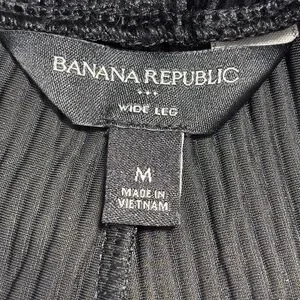 BANANA REPUBLIC
WIDE LEG
M
MADE IN
VIETNAM